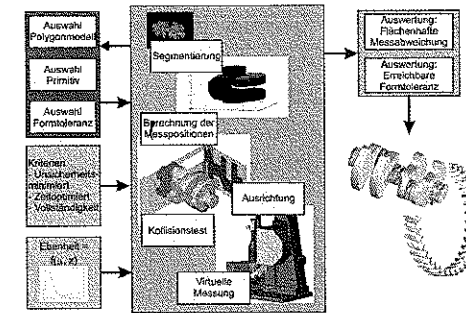 Auswahl
Polygonmodell
Auswahl
Primitiv
Auswahl
Formtoleranz
Kriterien
- Unsicherheits-
minimiert
- Zeitoptimiert
- Vollständigkeit
Ebenheit =
Segmentierung
Berechnung der
Messpositionen
Kollisionstest
Ausrichtung
Virtuelle
Messung
Auswertung:
Flächenhafte
Messabweichung
Auswertung:
Erreichbare
Formtoleranz